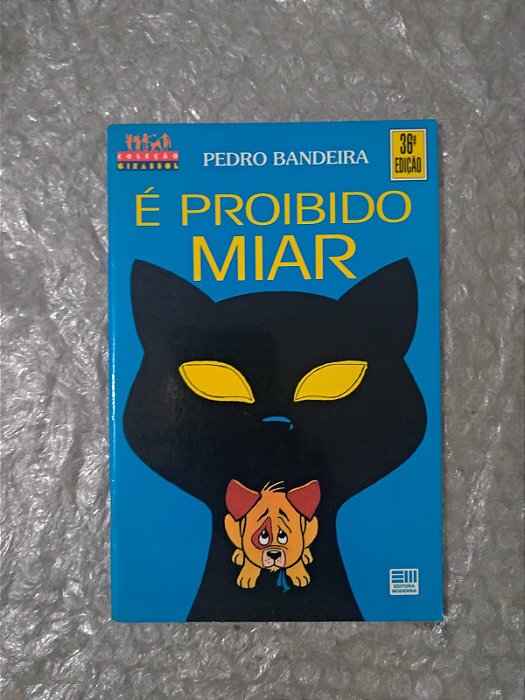 COLEÇÃO
GIRASSOL
PEDRO BANDEIRA
36ª
EDIÇÃO
É PROIBIDO
MIAR
EDITORA
MODERNA